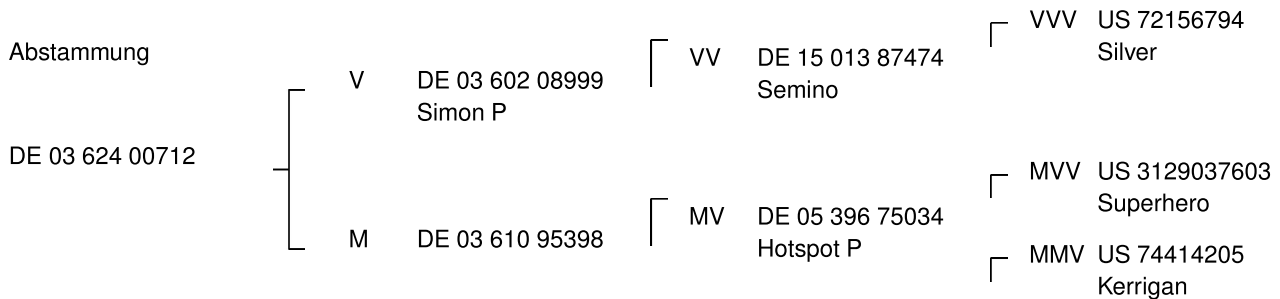 Abstammung
DE 03 624 00712
V DE 03 602 08999
Simon P
M DE 03 610 95398
VV DE 15 013 87474
Semino
MV DE 05 396 75034
Hotspot P
VVV US 72156794
Silver
MVV US 3129037603
Superhero
MMV US 74414205
Kerrigan